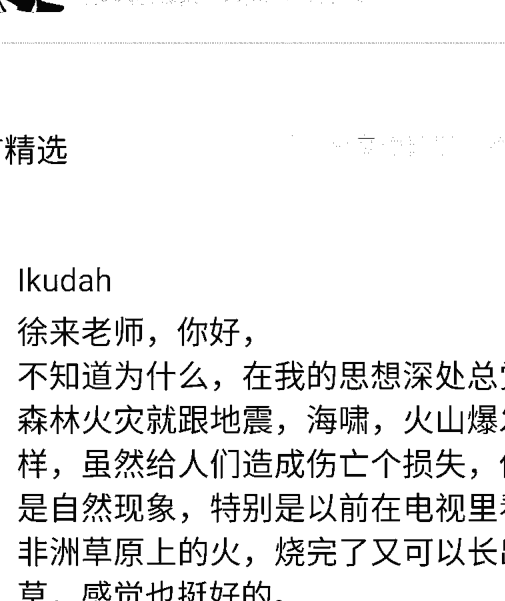 精选
Ikudah
徐来老师，你好，
不知道为什么，在我的思想深处总
森林火灾就跟地震，海啸，火山爆
样，虽然给人们造成伤亡个损失，
是自然现象，特别是以前在电视里
非洲草原上的火，烧完了又可以长
草，感觉也挺好的。